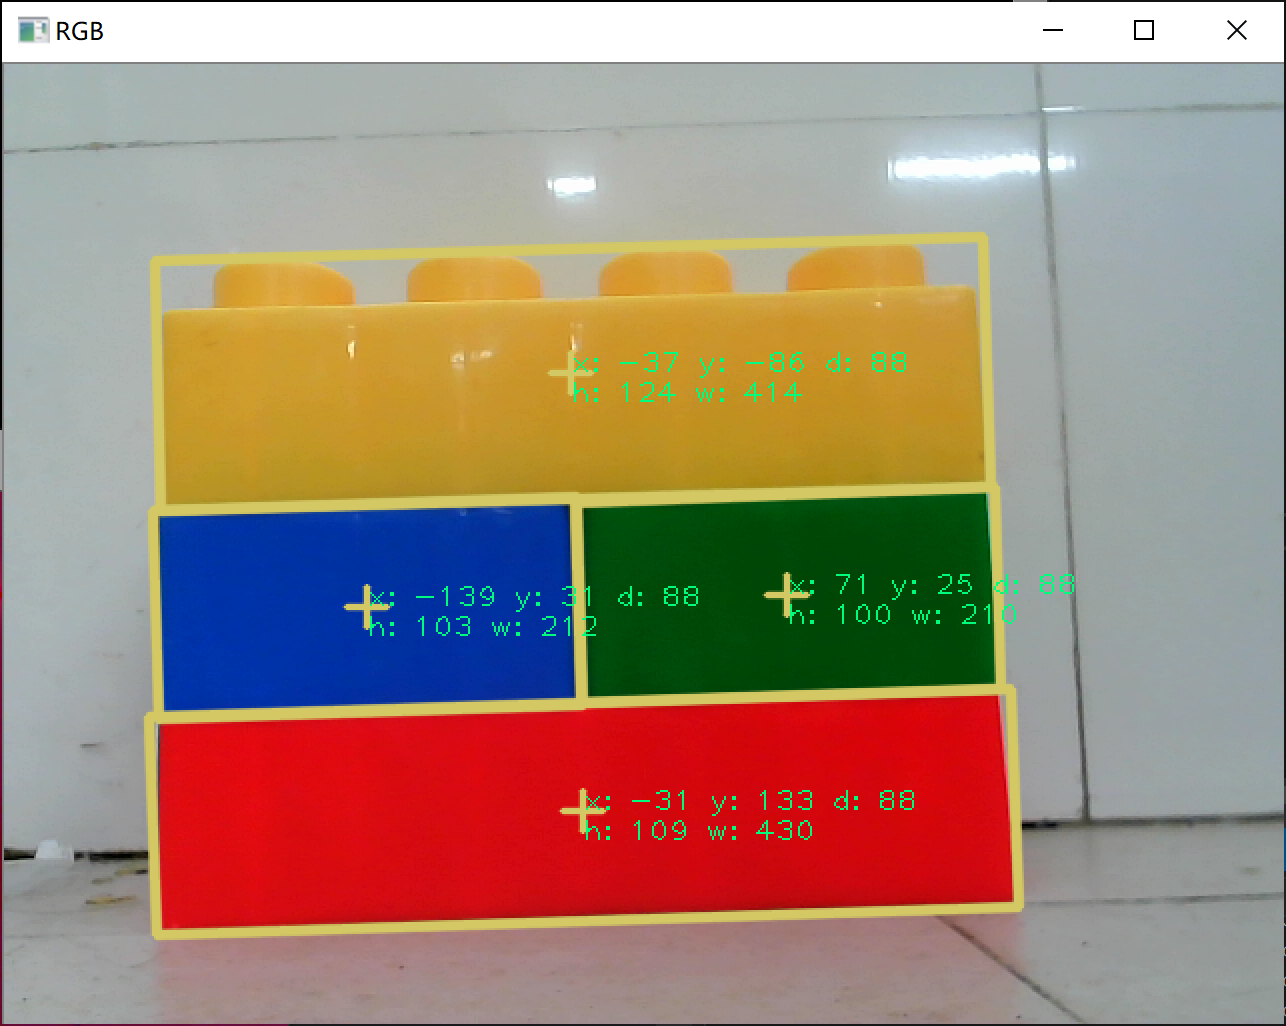 RGB
x: -37 y: -86 d: 88
h: 124 w: 414
x: -139 y: 31 d: 88
h: 103 w: 212
x: 71 y: 25 d: 88
h: 100 w: 210
x: -31 y: 133 d: 88
h: 109 w: 430